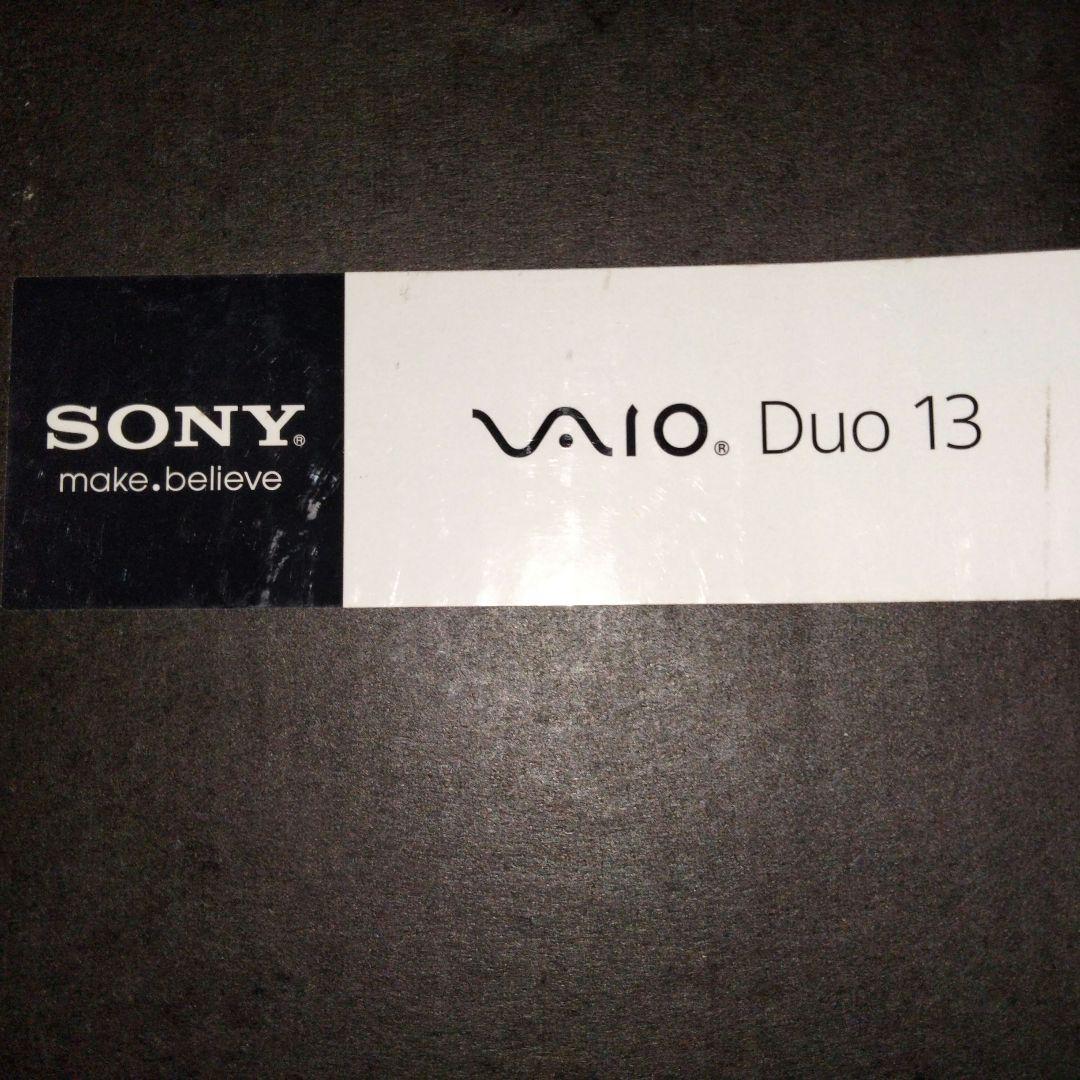 SONY®
make.believe
VAIO® Duo 13